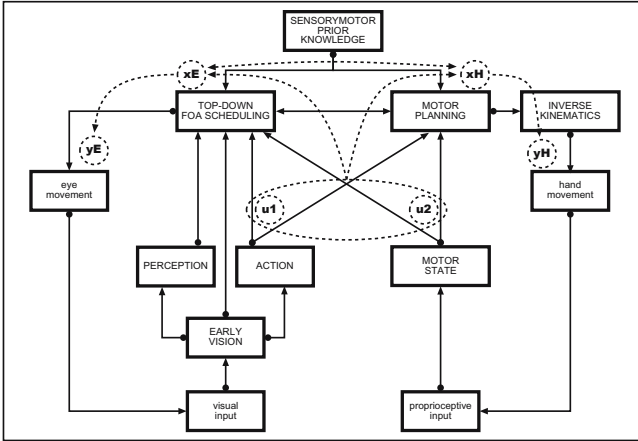 SENSORYMOTOR
PRIOR
KNOWLEDGE
xE
xH
TOP-DOWN
FOA SCHEDULING
MOTOR
PLANNING
INVERSE
KINEMATICS
yE
yH
eye
movement
hand
movement
u1
u2
PERCEPTION
ACTION
MOTOR
STATE
EARLY
VISION
visual
input
proprioceptive
input